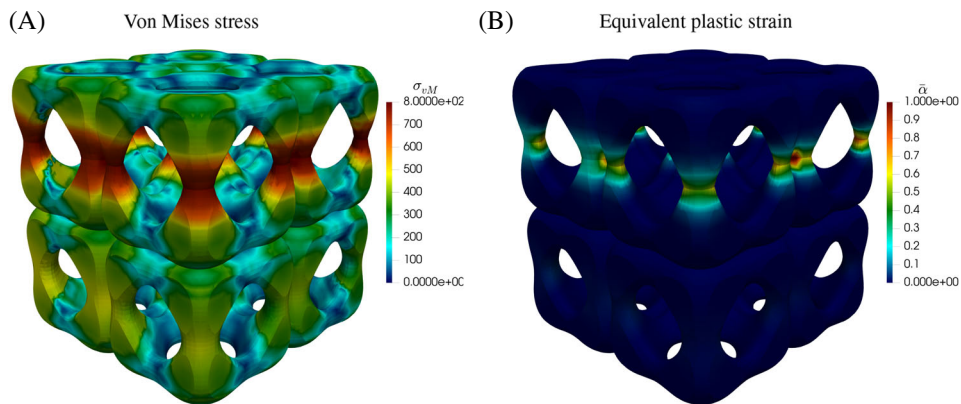 (A) Von Mises stress
σ_vM
8.0000e+02
700
600
500
400
300
200
100
0.0000e+00
(B) Equivalent plastic strain
ᾱ
1.000e+00
0.9
0.8
0.7
0.6
0.5
0.4
0.3
0.2
0.1
0.000e+00